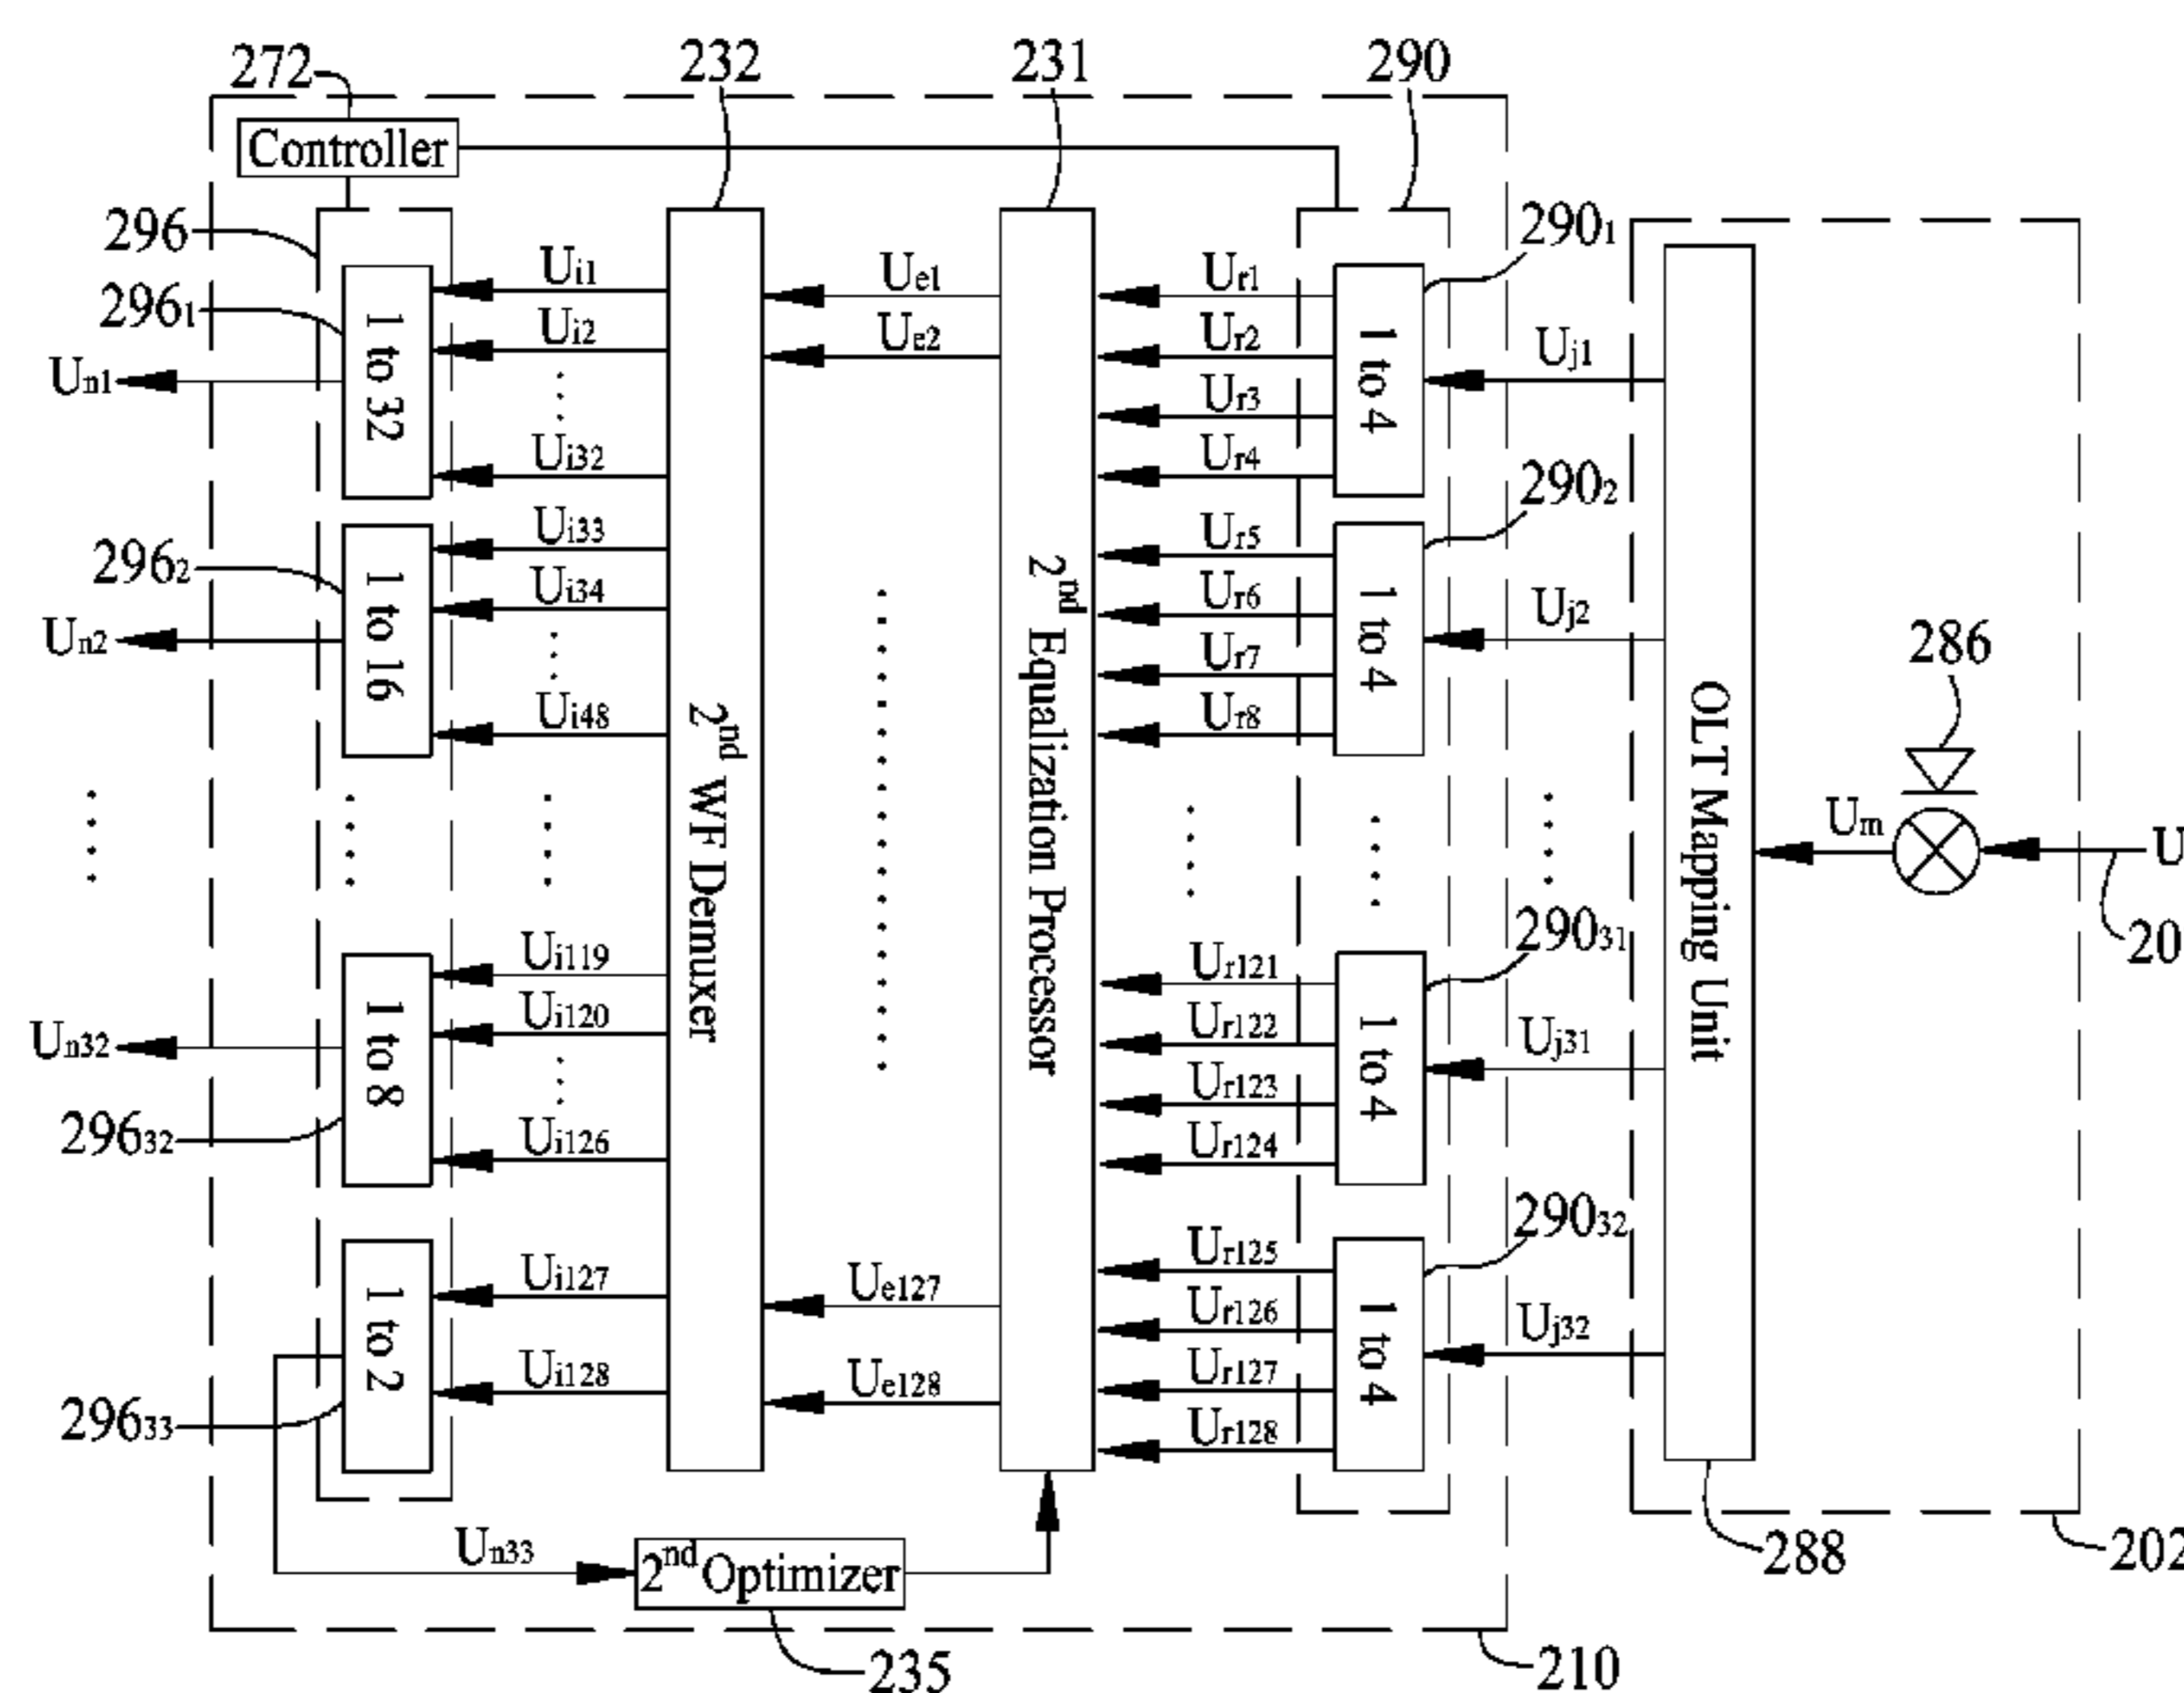 272
232
231
290
Controller
296
296₁
Un1
296₂
Un2
Un32
296₃₂
296₃₃
1 to 32
1 to 16
1 to 8
1 to 2
Ui1
Ui2
Ui32
Ui33
Ui34
Ui48
Ui119
Ui120
Ui126
Ui127
Ui128
2nd WF Demuxer
Ue1
Ue2
Ue127
Ue128
2nd Equalization Processor
Ur1
Ur2
Ur3
Ur4
Ur5
Ur6
Ur7
Ur8
Ur121
Ur122
Ur123
Ur124
Ur125
Ur126
Ur127
Ur128
1 to 4
1 to 4
1 to 4
1 to 4
290₁
290₂
290₃₁
290₃₂
Uj1
Uj2
Uj31
Uj32
OLT Mapping Unit
286
Um
U
20
288
202
Un33
2nd Optimizer
235
210